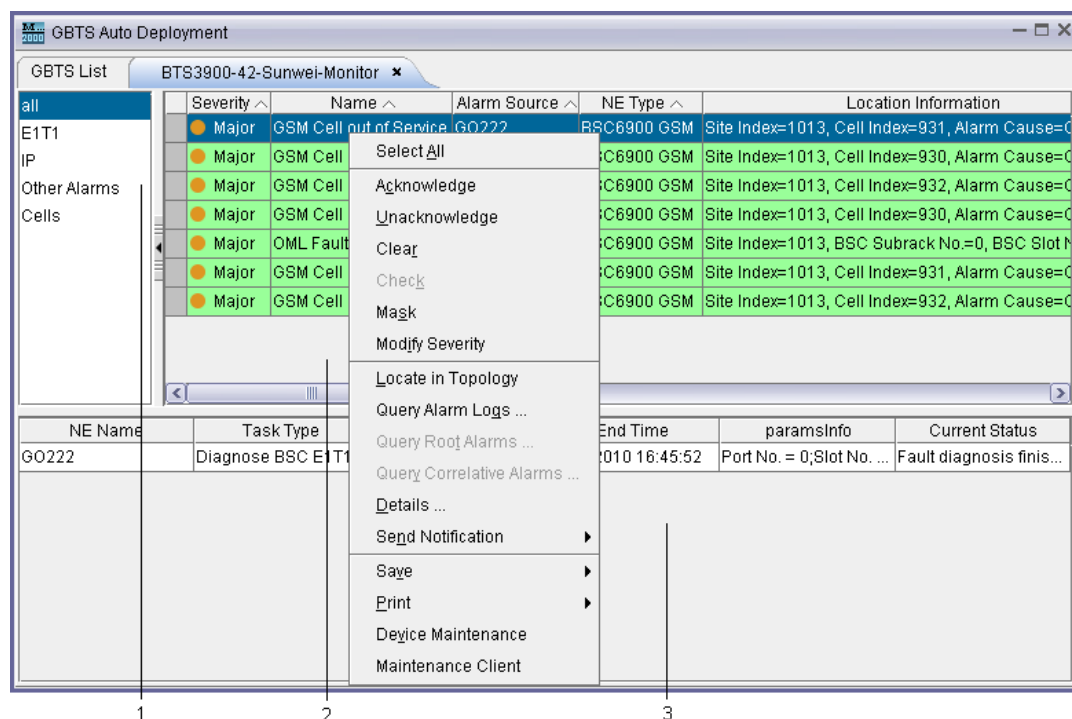 M... 2000 GBTS Auto Deployment
GBTS List BTS3900-42-Sunwei-Monitor
all
E1T1
IP
Other Alarms
Cells
Severity Name Alarm Source NE Type Location Information
Major GSM Cell out of Service GO222 BSC6900 GSM Site Index=1013, Cell Index=931, Alarm Cause=
Major GSM Cell C6900 GSM Site Index=1013, Cell Index=930, Alarm Cause=
Major GSM Cell C6900 GSM Site Index=1013, Cell Index=932, Alarm Cause=
Major GSM Cell C6900 GSM Site Index=1013, Cell Index=930, Alarm Cause=
Major OML Fault C6900 GSM Site Index=1013, BSC Subrack No.=0, BSC Slot
Major GSM Cell C6900 GSM Site Index=1013, Cell Index=931, Alarm Cause=
Major GSM Cell C6900 GSM Site Index=1013, Cell Index=932, Alarm Cause=
Select All
Acknowledge
Unacknowledge
Clear
Check
Mask
Modify Severity
Locate in Topology
Query Alarm Logs ...
Query Root Alarms ...
Query Correlative Alarms ...
Details ...
Send Notification
Save
Print
Device Maintenance
Maintenance Client
NE Name Task Type End Time paramsInfo Current Status
GO222 Diagnose BSC E1T1 2010 16:45:52 Port No. = 0;Slot No. ... Fault diagnosis finis...
1 2 3